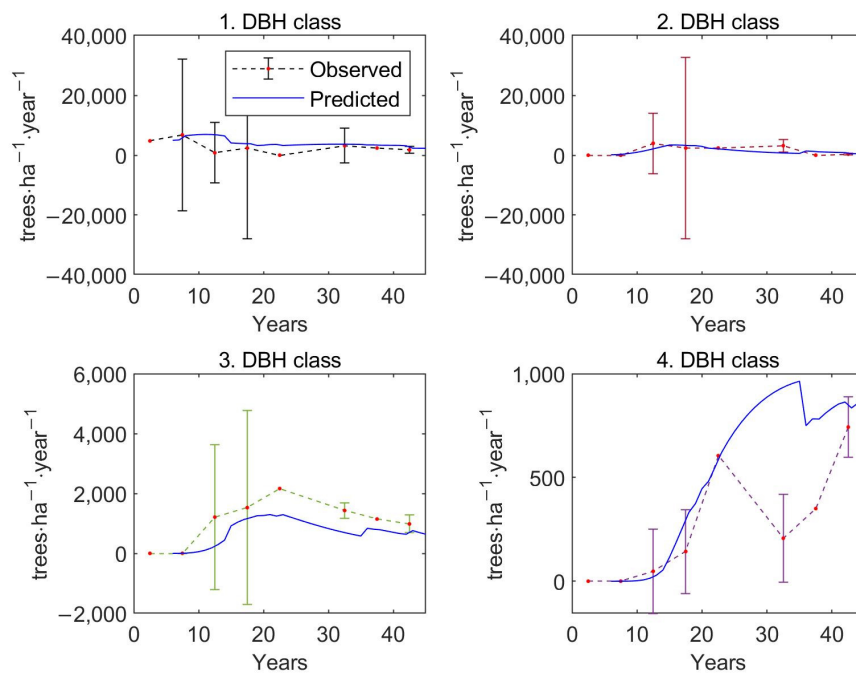 1. DBH class
40,000
20,000
0
−20,000
−40,000
trees·ha⁻¹·year⁻¹
Observed
Predicted
0 10 20 30 40
Years
2. DBH class
40,000
20,000
0
−20,000
−40,000
trees·ha⁻¹·year⁻¹
0 10 20 30 40
Years
3. DBH class
6,000
4,000
2,000
0
−2,000
trees·ha⁻¹·year⁻¹
0 10 20 30 40
Years
4. DBH class
1,000
500
0
trees·ha⁻¹·year⁻¹
0 10 20 30 40
Years